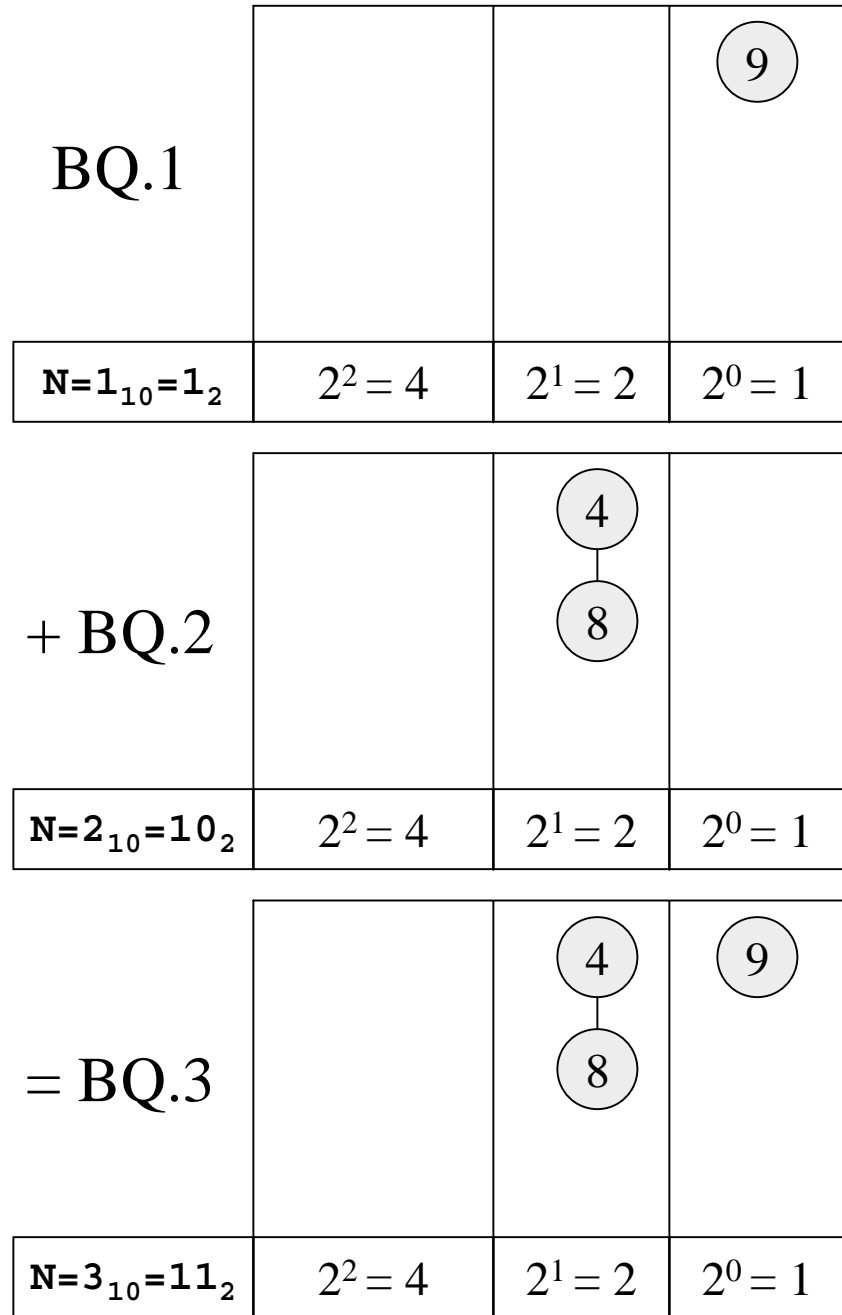 9
BQ.1
N=1₁₀=1₂ 2² = 4 2¹ = 2 2⁰ = 1
4
+ BQ.2
8
N=2₁₀=10₂ 2² = 4 2¹ = 2 2⁰ = 1
4 9
= BQ.3
8
N=3₁₀=11₂ 2² = 4 2¹ = 2 2⁰ = 1